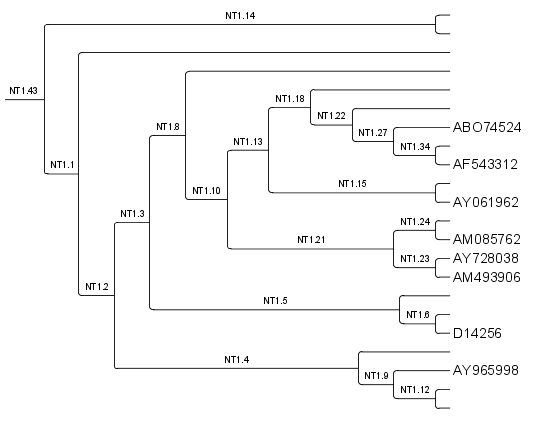 NT1.14
NT1.43
NT1.18
NT1.22
NT1.8
ABO74524
NT1.27
NT1.13
NT1.34
NT1.1
AF543312
NT1.15
NT1.10
AY061962
NT1.3
NT1.24
NT1.21
AM085762
AY728038
NT1.23
AM493906
NT1.2
NT1.5
NT1.6
D14256
NT1.4
AY965998
NT1.9
NT1.12